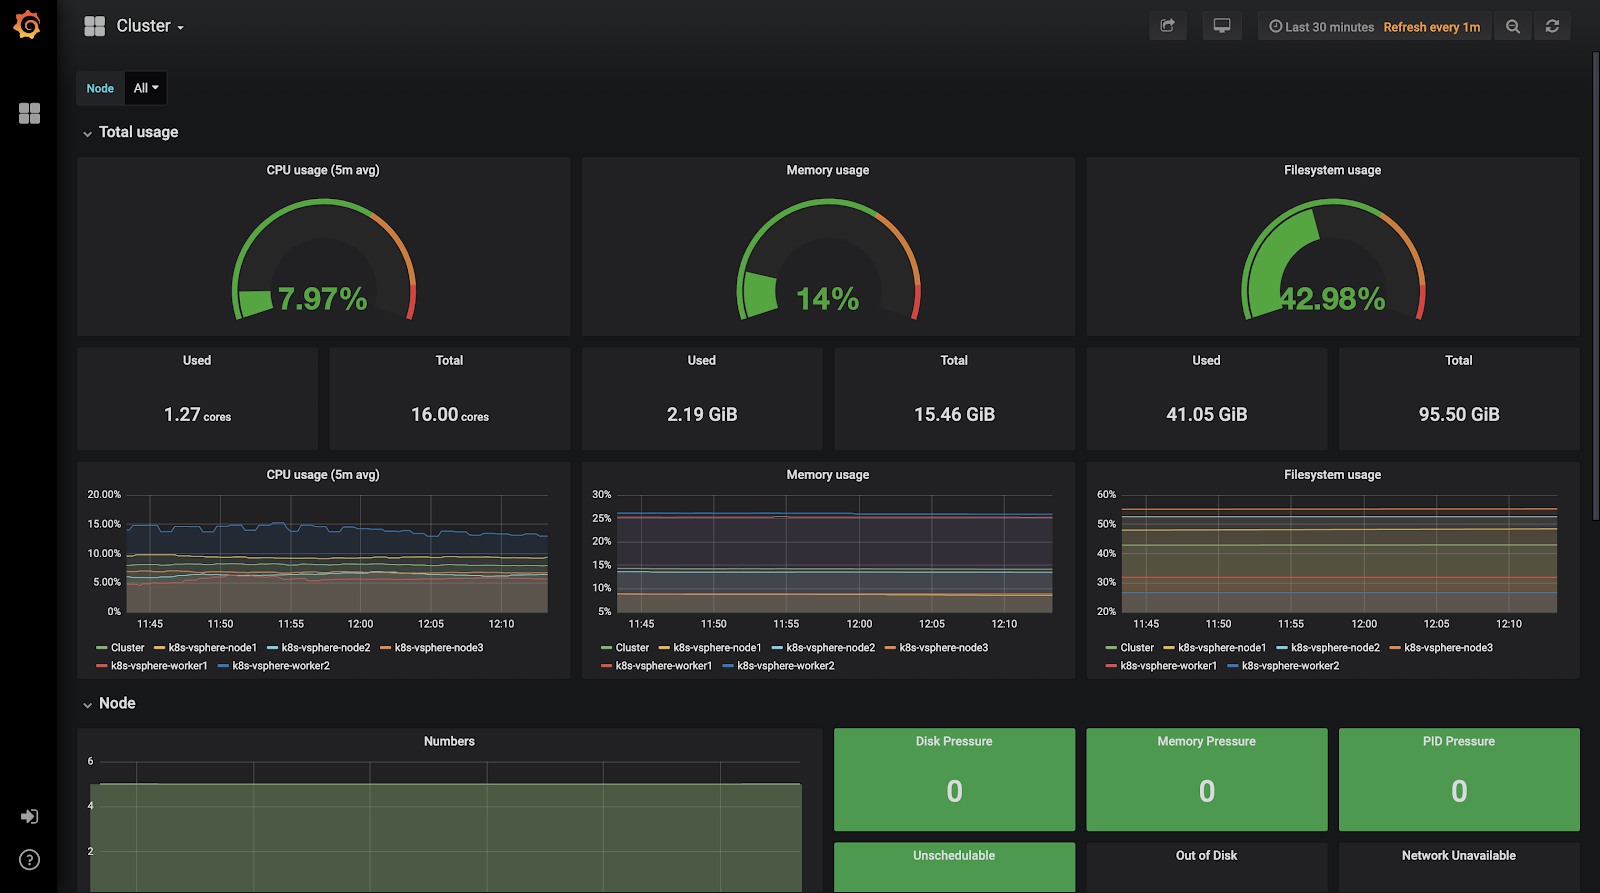 Cluster
Last 30 minutes Refresh every 1m
Node All
Total usage
CPU usage (5m avg)
7.97%
Memory usage
14%
Filesystem usage
42.98%
Used
1.27 cores
Total
16.00 cores
Used
2.19 GiB
Total
15.46 GiB
Used
41.05 GiB
Total
95.50 GiB
CPU usage (5m avg)
20.00%
15.00%
10.00%
5.00%
0%
11:45 11:50 11:55 12:00 12:05 12:10
Cluster k8s-vsphere-node1 k8s-vsphere-node2 k8s-vsphere-node3
k8s-vsphere-worker1 k8s-vsphere-worker2
Memory usage
30%
25%
20%
15%
10%
5%
11:45 11:50 11:55 12:00 12:05 12:10
Cluster k8s-vsphere-node1 k8s-vsphere-node2 k8s-vsphere-node3
k8s-vsphere-worker1 k8s-vsphere-worker2
Filesystem usage
60%
50%
40%
30%
20%
11:45 11:50 11:55 12:00 12:05 12:10
Cluster k8s-vsphere-node1 k8s-vsphere-node2 k8s-vsphere-node3
k8s-vsphere-worker1 k8s-vsphere-worker2
Node
Numbers
6
4
2
Disk Pressure
0
Memory Pressure
0
PID Pressure
0
Unschedulable
Out of Disk
Network Unavailable